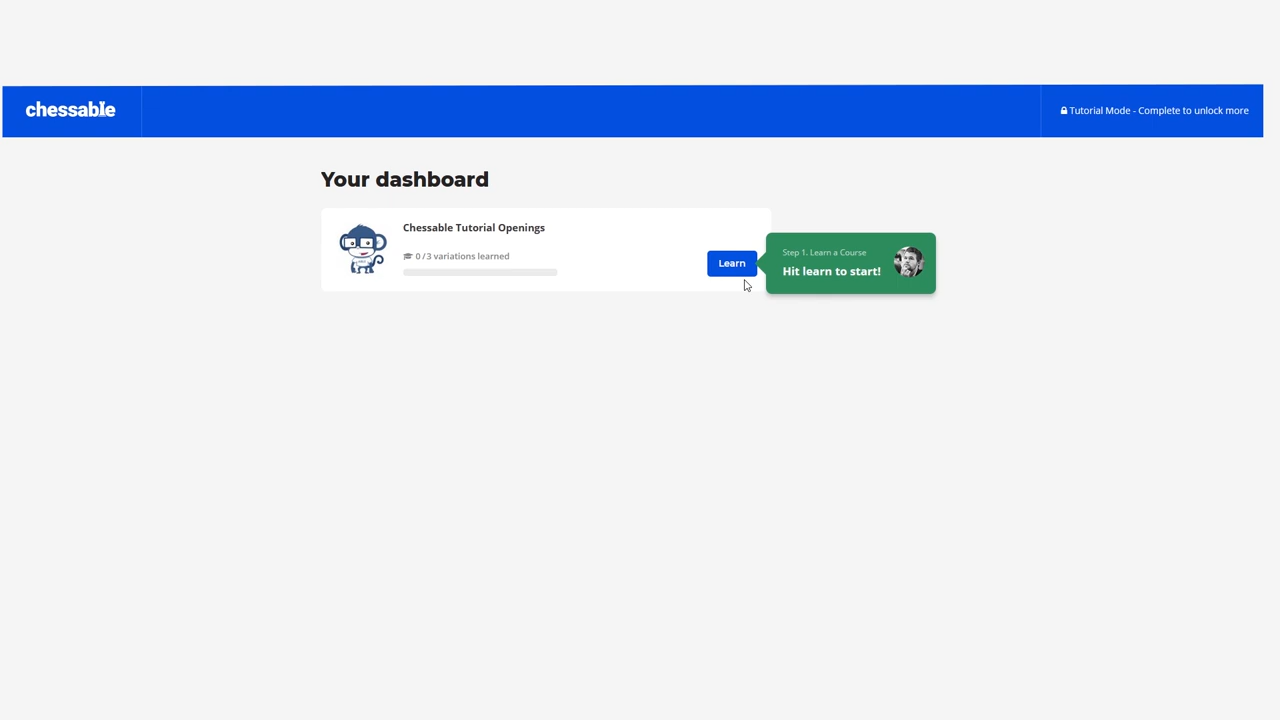 chessable
Tutorial Mode - Complete to unlock more
Your dashboard
Chessable Tutorial Openings
0/3 variations learned
Learn
Step 1. Learn a Course
Hit learn to start!